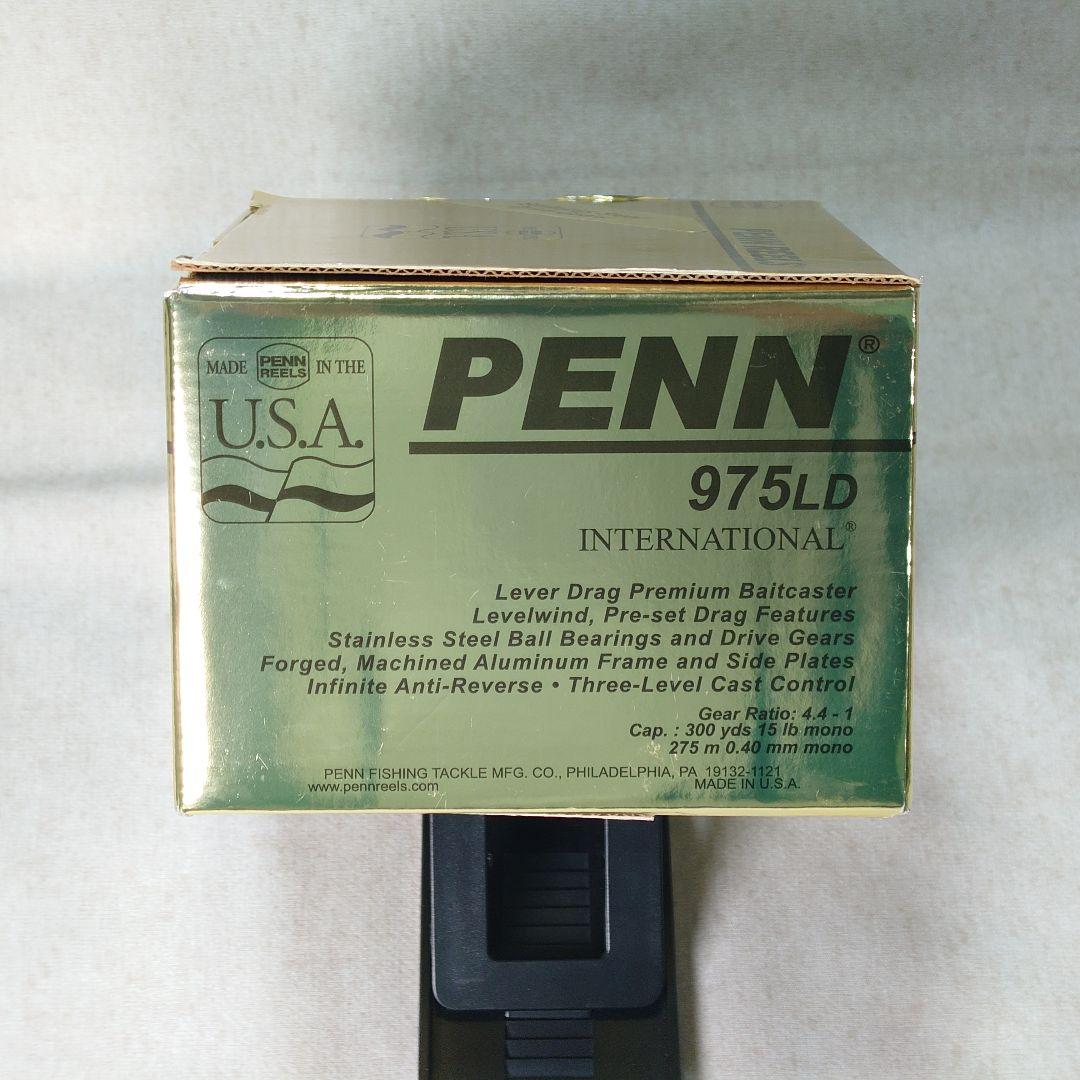 MADE PENN REELS IN THE
U.S.A.
PENN®
975LD
INTERNATIONAL®
Lever Drag Premium Baitcaster
Levelwind, Pre-set Drag Features
Stainless Steel Ball Bearings and Drive Gears
Forged, Machined Aluminum Frame and Side Plates
Infinite Anti-Reverse • Three-Level Cast Control
Gear Ratio: 4.4 - 1
Cap. : 300 yds 15 lb mono
275 m 0.40 mm mono
PENN FISHING TACKLE MFG. CO., PHILADELPHIA, PA 19132-1121
www.pennreels.com MADE IN U.S.A.